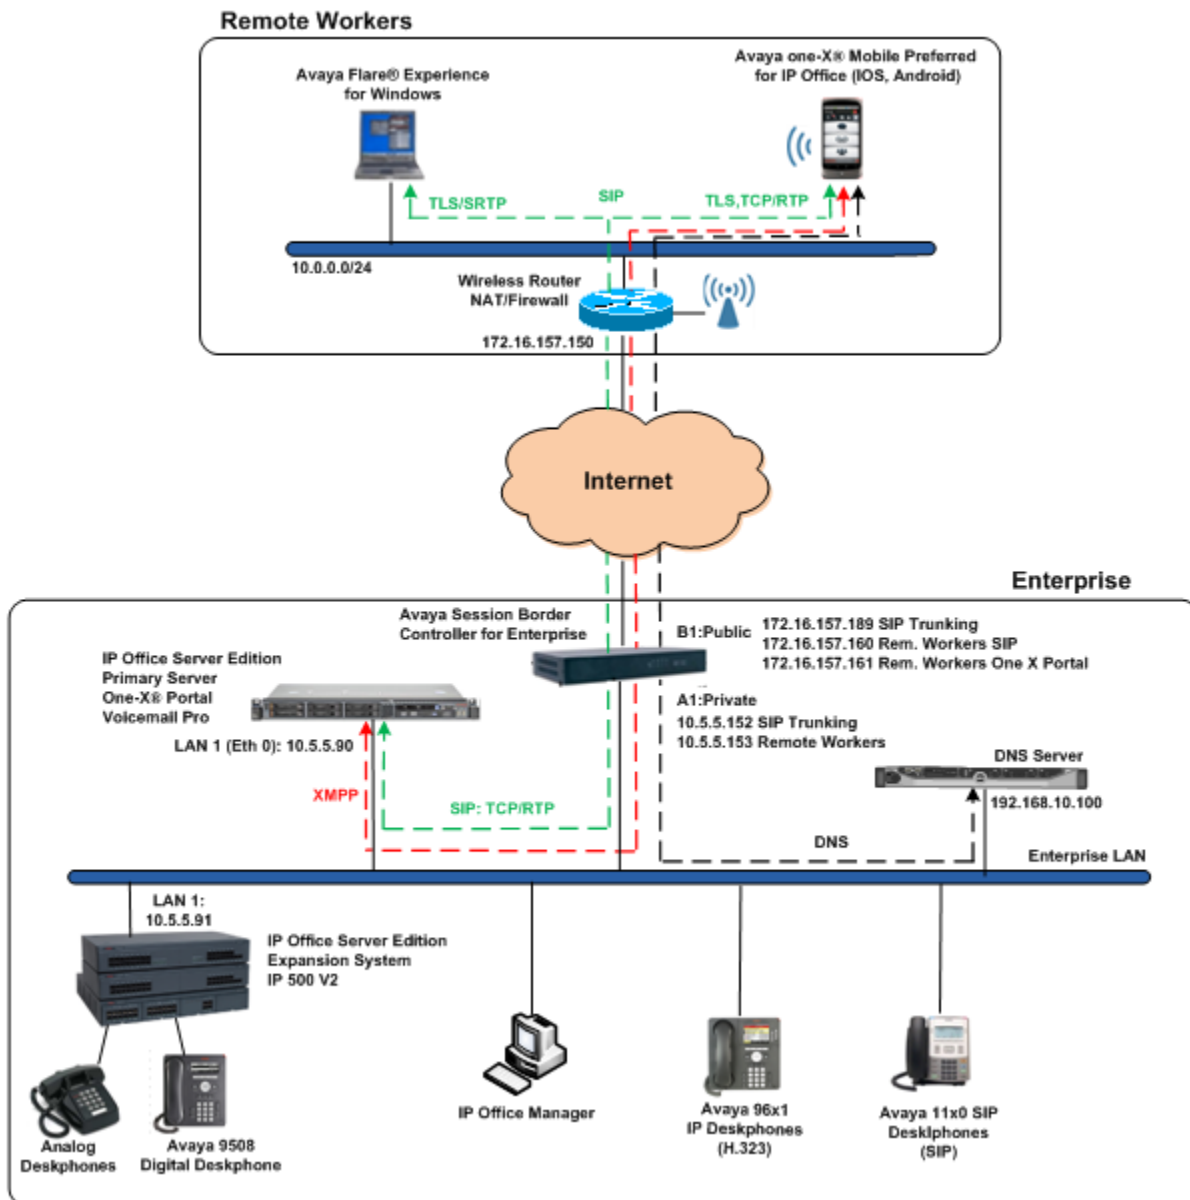 Remote Workers
Avaya Flare® Experience
for Windows
Avaya one-X® Mobile Preferred
for IP Office (IOS, Android)
TLS/SRTP
SIP
TLS,TCP/RTP
10.0.0.0/24
Wireless Router
NAT/Firewall
172.16.157.150
Internet
Enterprise
Avaya Session Border
Controller for Enterprise
B1:Public
172.16.157.189 SIP Trunking
172.16.157.160 Rem. Workers SIP
172.16.157.161 Rem. Workers One X Portal
IP Office Server Edition
Primary Server
One-X® Portal
Voicemail Pro
A1:Private
10.5.5.152 SIP Trunking
10.5.5.153 Remote Workers
LAN 1 (Eth 0): 10.5.5.90
DNS Server
192.168.10.100
XMPP
SIP: TCP/RTP
DNS
Enterprise LAN
LAN 1:
10.5.5.91
IP Office Server Edition
Expansion System
IP 500 V2
Analog
Deskphones
Avaya 9508
Digital Deskphone
IP Office Manager
Avaya 96x1
IP Deskphones
(H.323)
Avaya 11x0 SIP
Desklphones
(SIP)